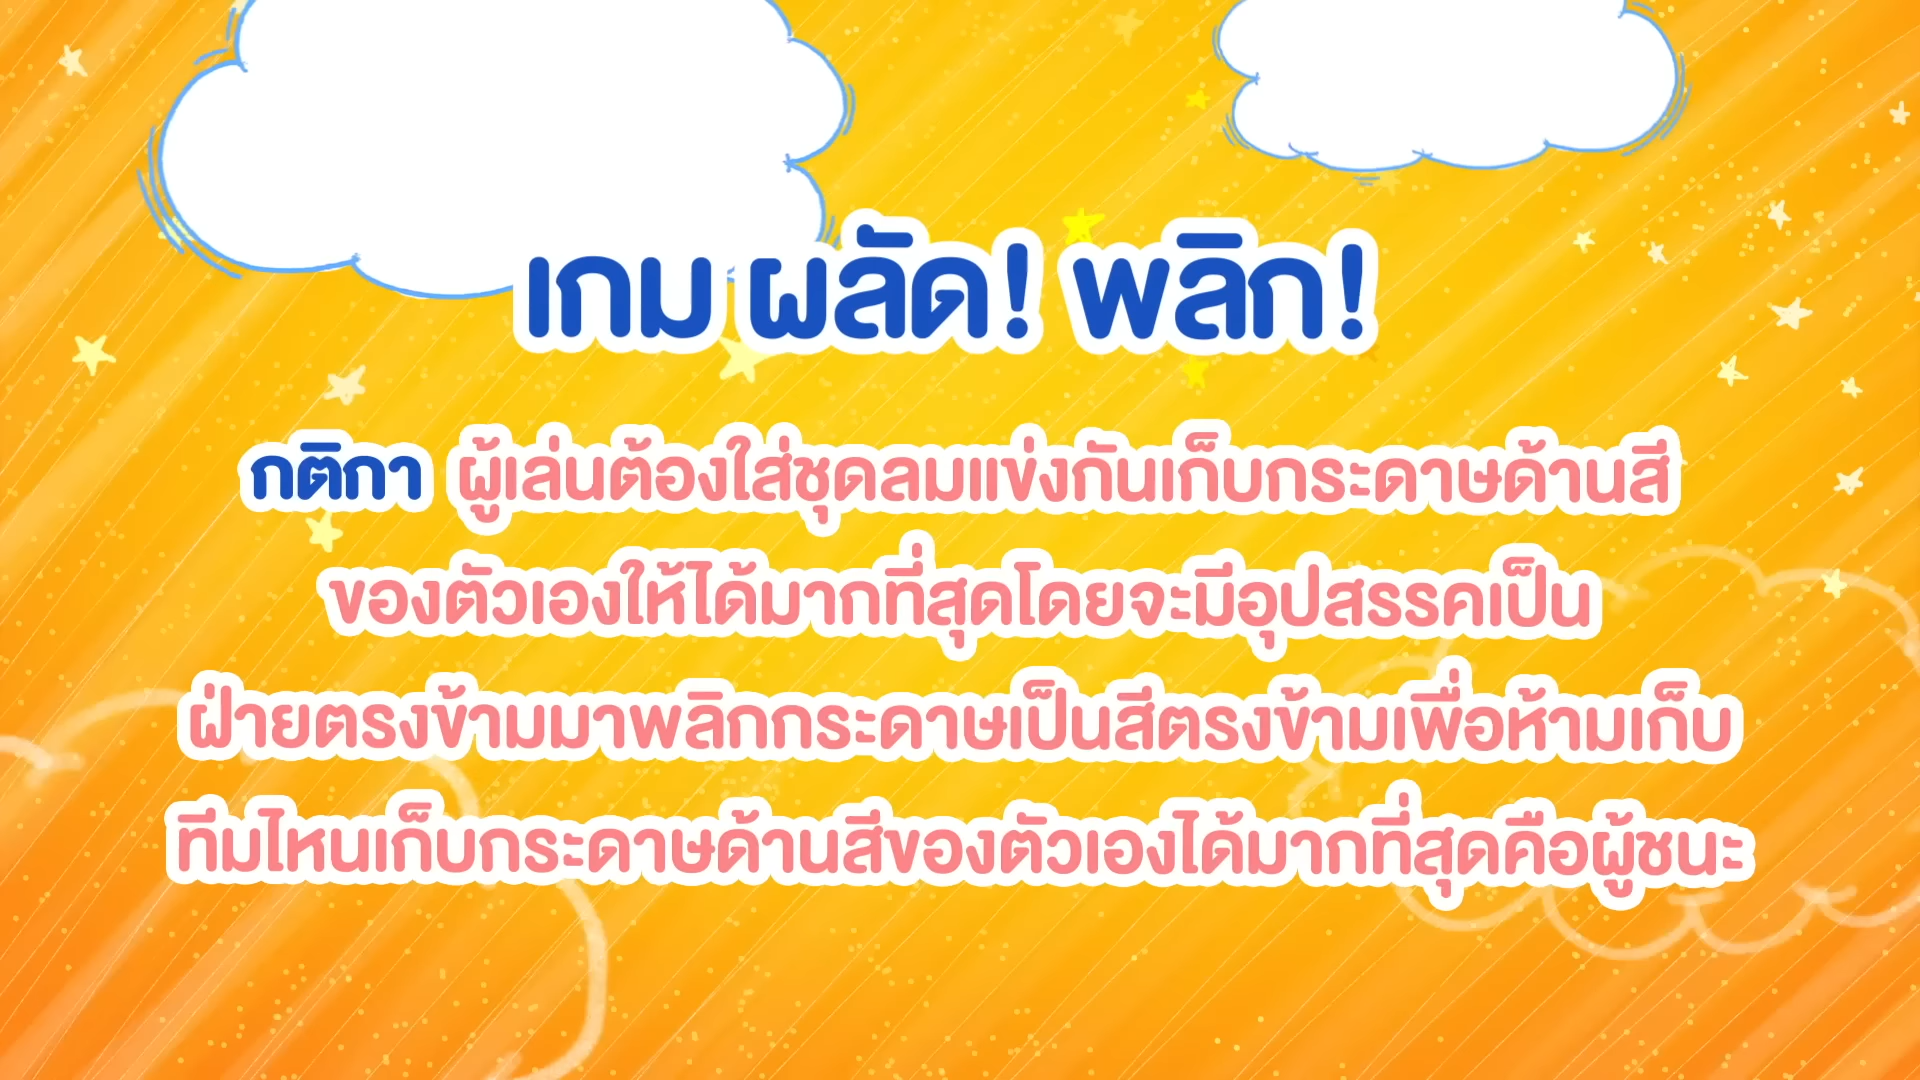 เกม ผลัด! พลิก!
กติกา ผู้เล่นต้องใส่ชุดลมแข่งกันเก็บกระดาษด้านสี
ของตัวเองให้ได้มากที่สุดโดยจะมีอุปสรรคเป็น
ฝ่ายตรงข้ามมาพลิกกระดาษเป็นสีตรงข้ามเพื่อห้ามเก็บ
ทีมไหนเก็บกระดาษด้านสีของตัวเองได้มากที่สุดคือผู้ชนะ